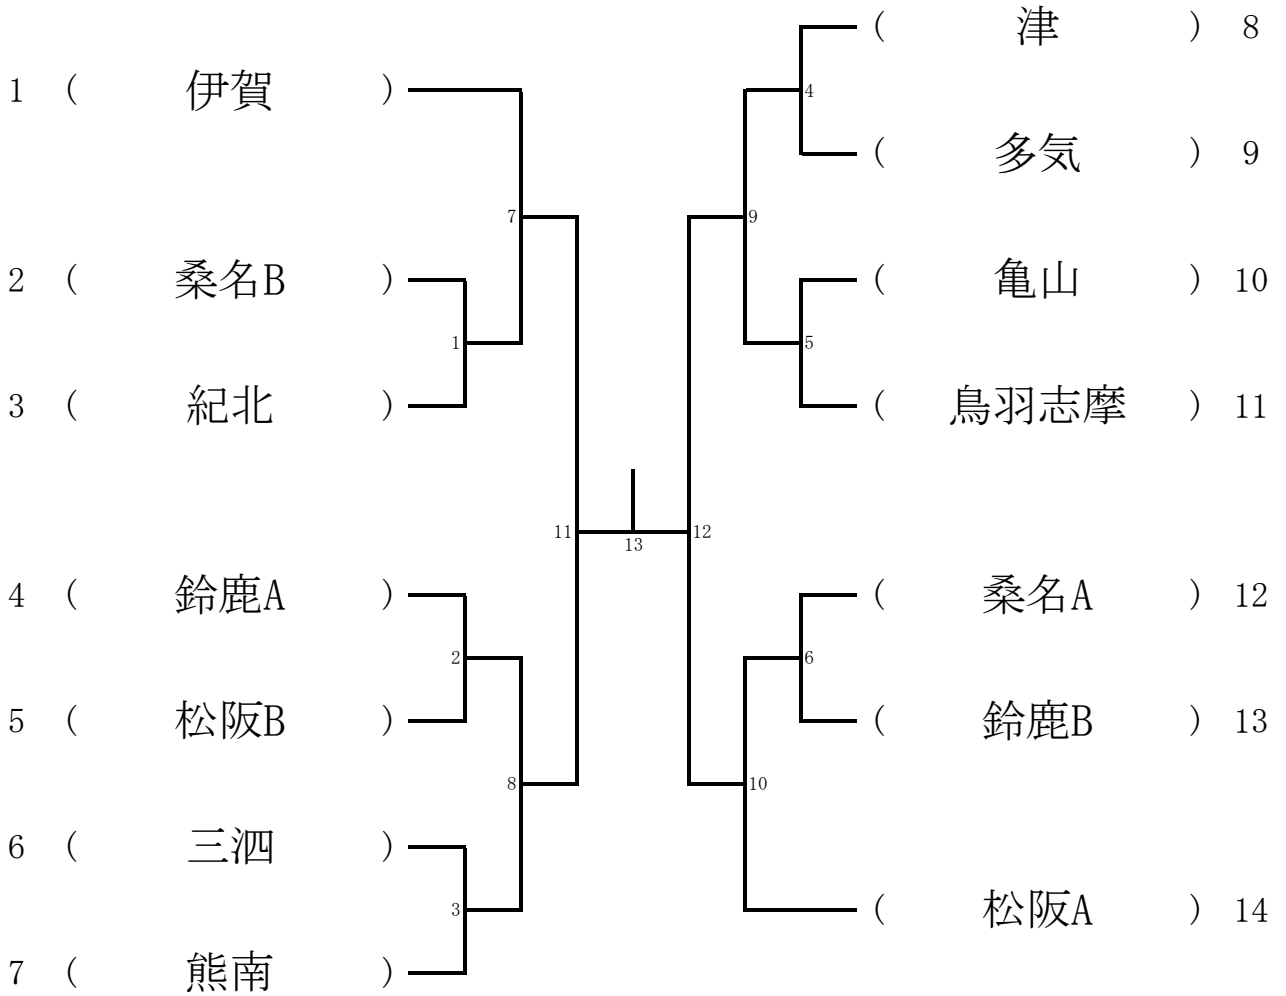 1 ( 伊賀 )
7
2 ( 桑名B )
1
3 ( 紀北 )
11
4 ( 鈴鹿A )
2
5 ( 松阪B )
8
6 ( 三泗 )
3
7 ( 熊南 )
13
( 津 ) 8
4
( 多気 ) 9
9
( 亀山 ) 10
5
( 鳥羽志摩 ) 11
12
( 桑名A ) 12
6
( 鈴鹿B ) 13
10
( 松阪A ) 14